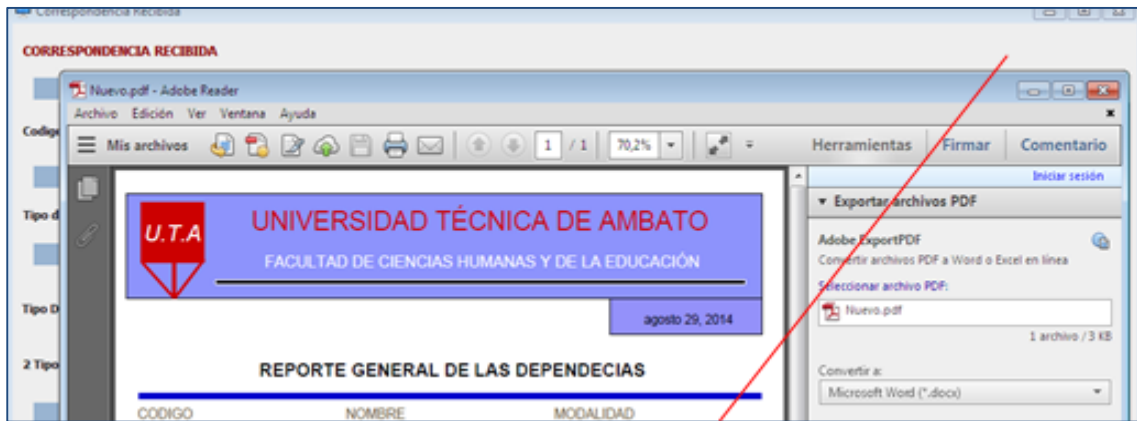 Correspondencia Recibida
CORRESPONDENCIA RECIBIDA
Nuevo.pdf - Adobe Reader
Archivo Edición Ver Ventana Ayuda
Mis archivos 1 / 1 70,2% Herramientas Firmar Comentario
Iniciar sesión
Exportar archivos PDF
Adobe ExportPDF
Convertir archivos PDF a Word o Excel en línea
Seleccionar archivo PDF:
Nuevo.pdf
1 archivo / 3 KB
Convertir a:
Microsoft Word (*.docx)
Tipo d
Tipo D
2 Tipo
U.T.A
UNIVERSIDAD TÉCNICA DE AMBATO
FACULTAD DE CIENCIAS HUMANAS Y DE LA EDUCACIÓN
agosto 29, 2014
REPORTE GENERAL DE LAS DEPENDECIAS
CODIGO NOMBRE MODALIDAD